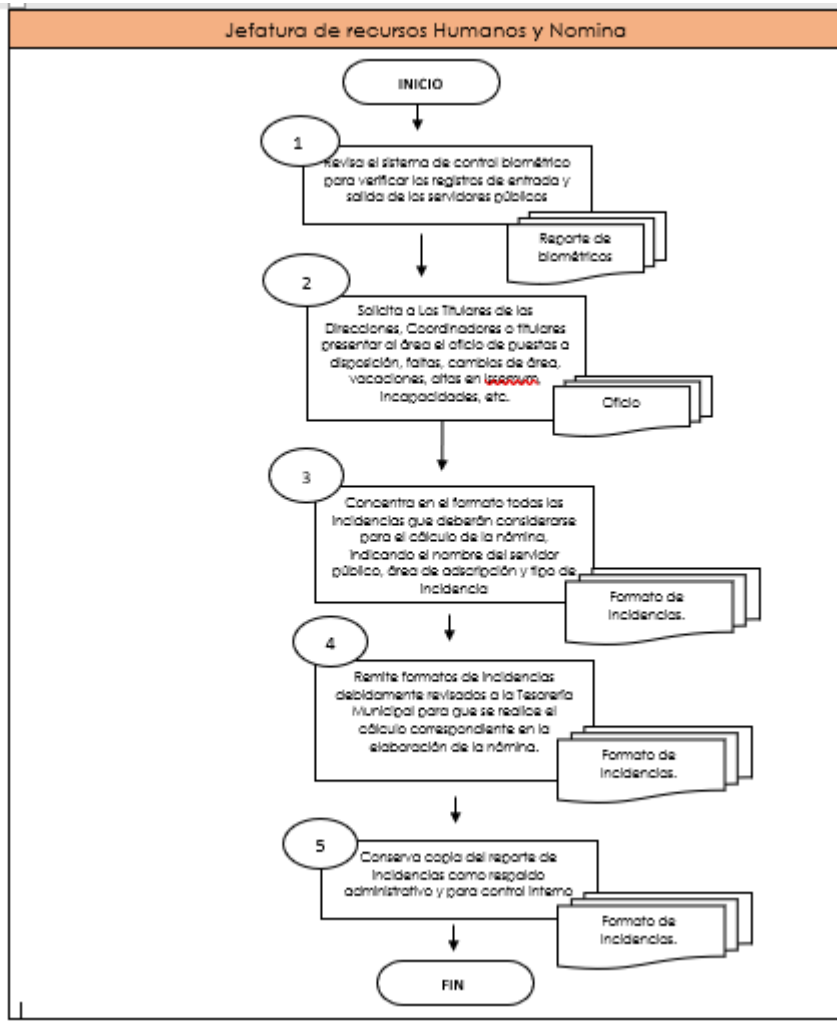 Jefatura de recursos Humanos y Nomina
INICIO
1
Revisa el sistema de control biométrico
para verificar los registros de entrada y
salida de los servidores públicos
Reporte de
biométricos
2
Solicita a Los Titulares de las
Direcciones, Coordinadores o titulares
presentar al área el oficio de puestas a
disposición, faltas, cambios de área,
vacaciones, altas en Issemym,
incapacidades, etc.
Oficio
3
Concentra en el formato todas las
incidencias que deberán considerarse
para el cálculo de la nómina,
indicando el nombre del servidor
público, área de adscripción y tipo de
incidencia
Formato de
incidencias.
4
Remite formatos de incidencias
debidamente revisados a la Tesorería
Municipal para que se realice el
cálculo correspondiente en la
elaboración de la nómina.
Formato de
incidencias.
5
Conserva copia del reporte de
incidencias como respaldo
administrativo y para control interno
Formato de
incidencias.
FIN